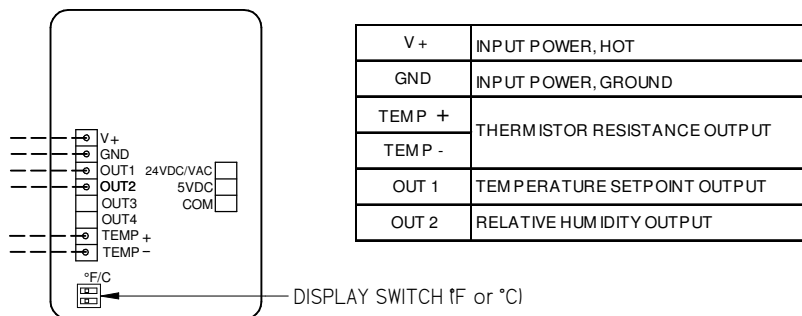 V+
GND
OUT1 24VDC/VAC
OUT2 5VDC
OUT3 COM
OUT4
TEMP +
TEMP −
°F/C
DISPLAY SWITCH (°F or °C)
V + INPUT POWER, HOT
GND INPUT POWER, GROUND
TEMP + THERMISTOR RESISTANCE OUTPUT
TEMP -
OUT 1 TEMPERATURE SETPOINT OUTPUT
OUT 2 RELATIVE HUMIDITY OUTPUT